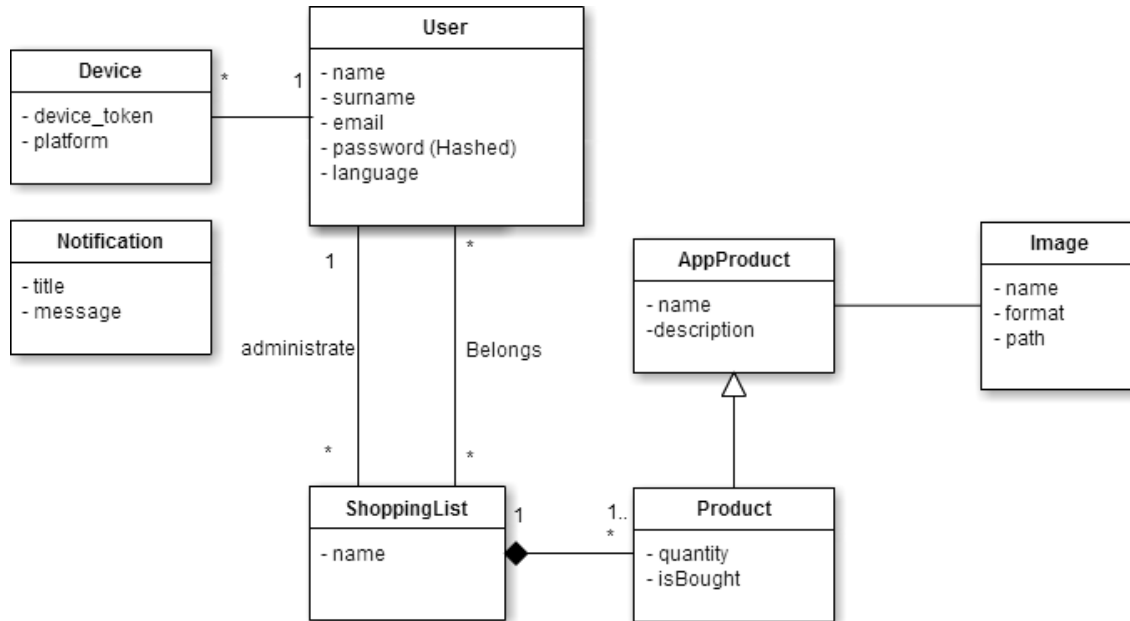 User
- name
- surname
- email
- password (Hashed)
- language
Device
- device_token
- platform
*
1
Notification
- title
- message
1
*
administrate
Belongs
*
*
AppProduct
- name
-description
Image
- name
- format
- path
ShoppingList
- name
1
1..
*
Product
- quantity
- isBought